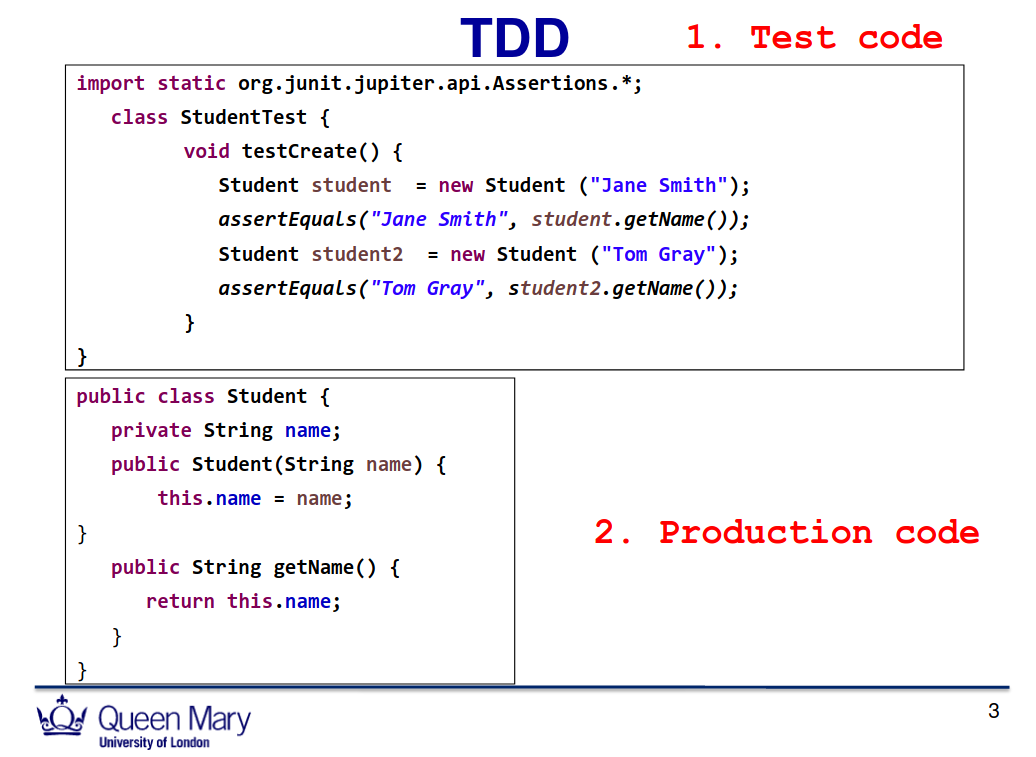 TDD
1. Test code
import static org.junit.jupiter.api.Assertions.*;
class StudentTest {
void testCreate() {
Student student  = new Student ("Jane Smith");
assertEquals("Jane Smith", student.getName());
Student student2  = new Student ("Tom Gray");
assertEquals("Tom Gray", student2.getName());
}
}
public class Student {
private String name;
public Student(String name) {
this.name = name;
}
public String getName() {
return this.name;
}
}
2. Production code
Queen Mary
University of London
3